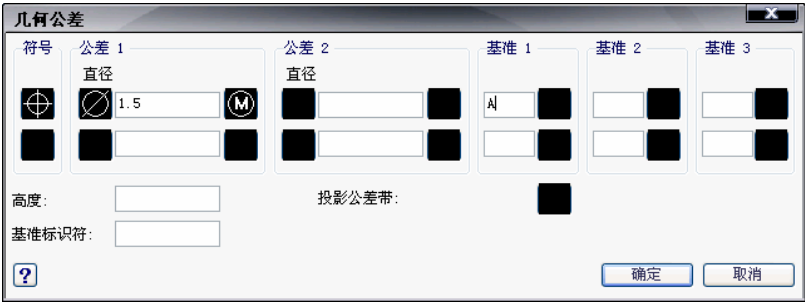 几何公差
符号 公差 1 公差 2 基准 1 基准 2 基准 3
直径 直径
1.5 M A
高度: 投影公差带:
基准标识符:
? 确定 取消